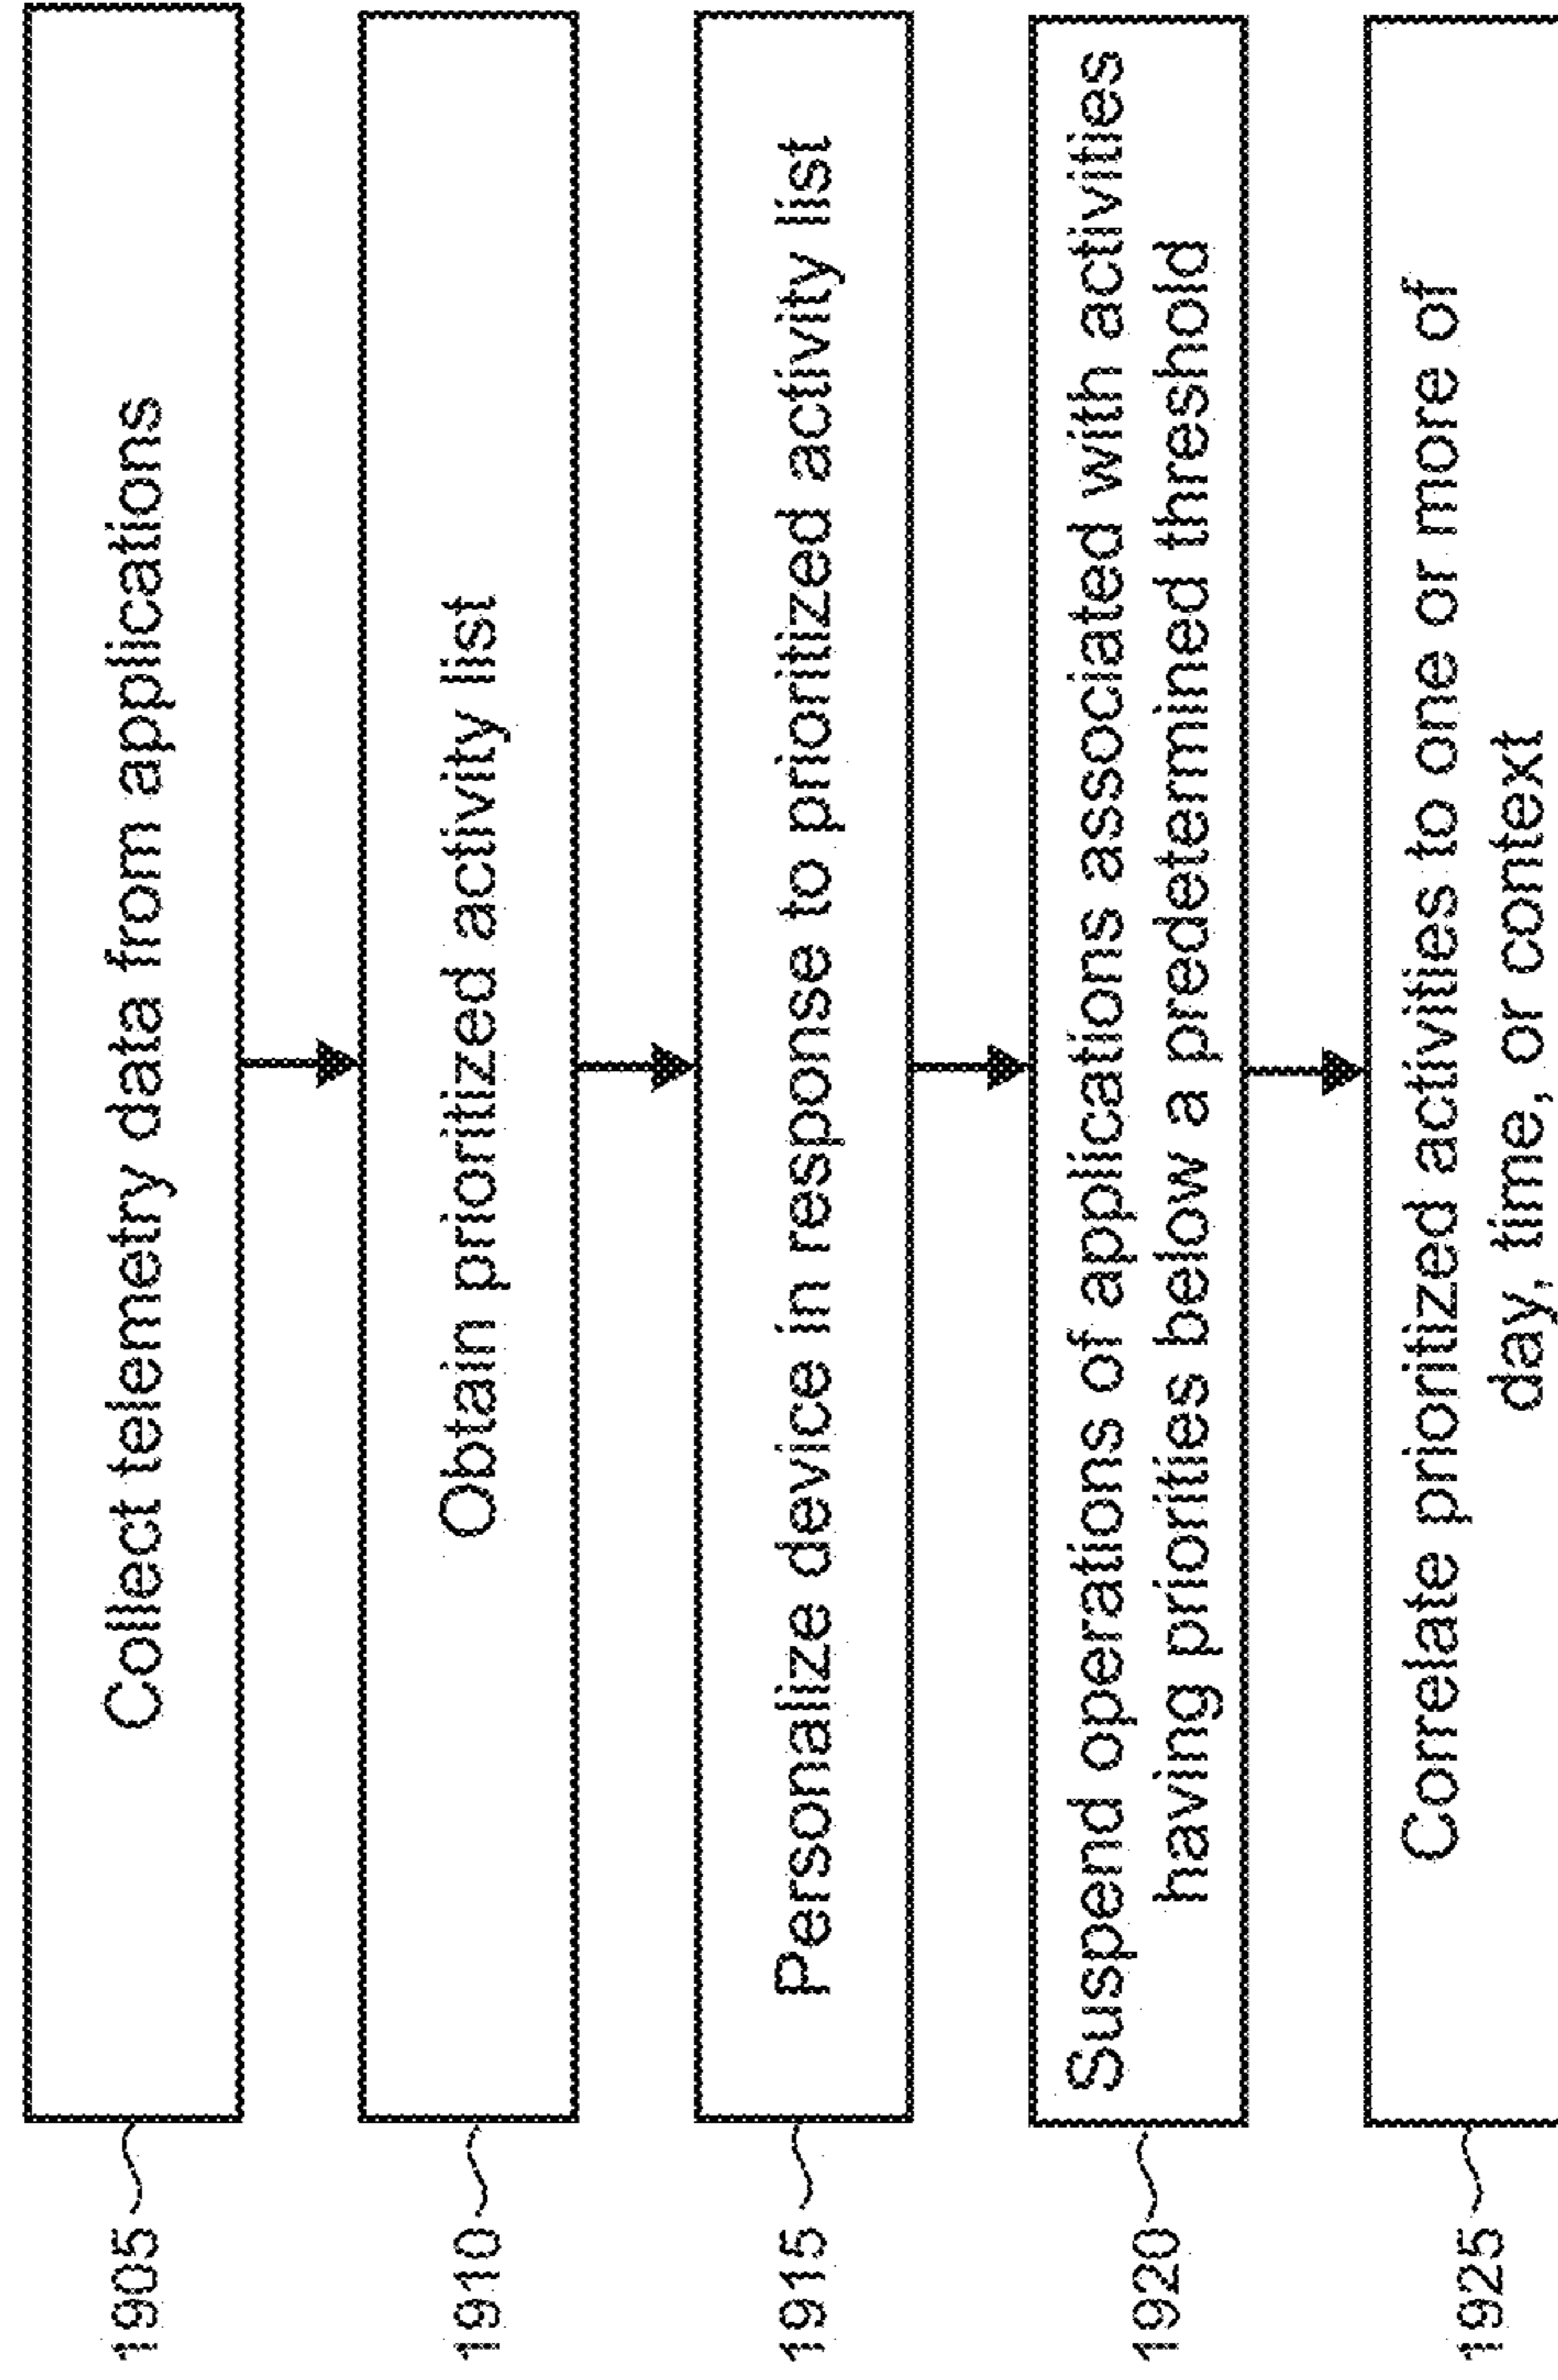 1905
Collect telemetry data from applications
1910
Obtain prioritized activity list
1915
Personalize device in response to prioritized activity list
1920
Suspend operations of applications associated with activities
having priorities below a predetermined threshold
1925
Correlate prioritized activities to one or more of
day, time, or context